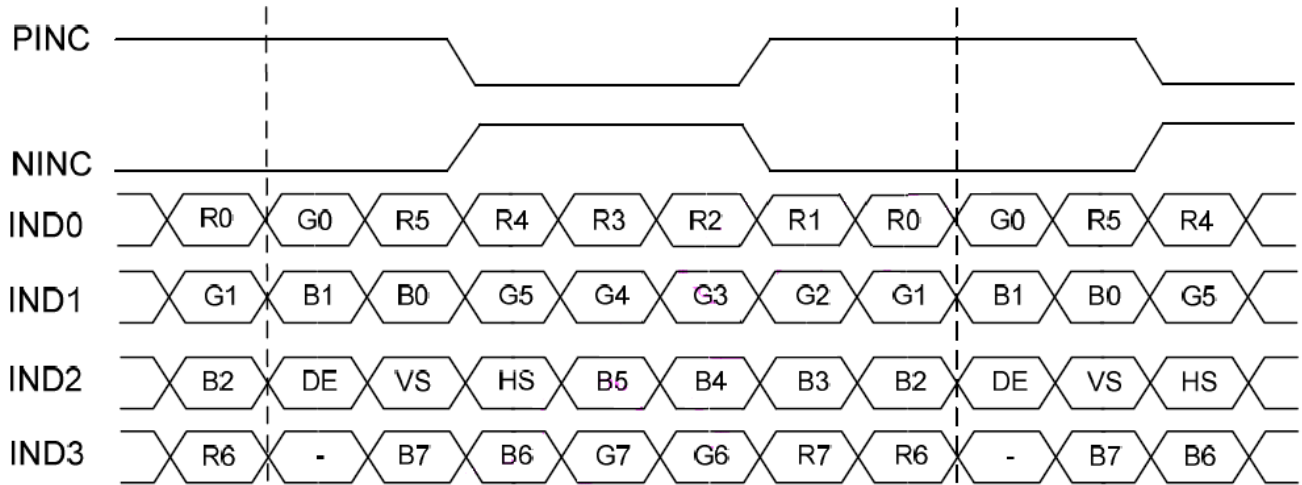 PINC
NINC
IND0 R0 G0 R5 R4 R3 R2 R1 R0 G0 R5 R4
IND1 G1 B1 B0 G5 G4 G3 G2 G1 B1 B0 G5
IND2 B2 DE VS HS B5 B4 B3 B2 DE VS HS
IND3 R6 - B7 B6 G7 G6 R7 R6 - B7 B6